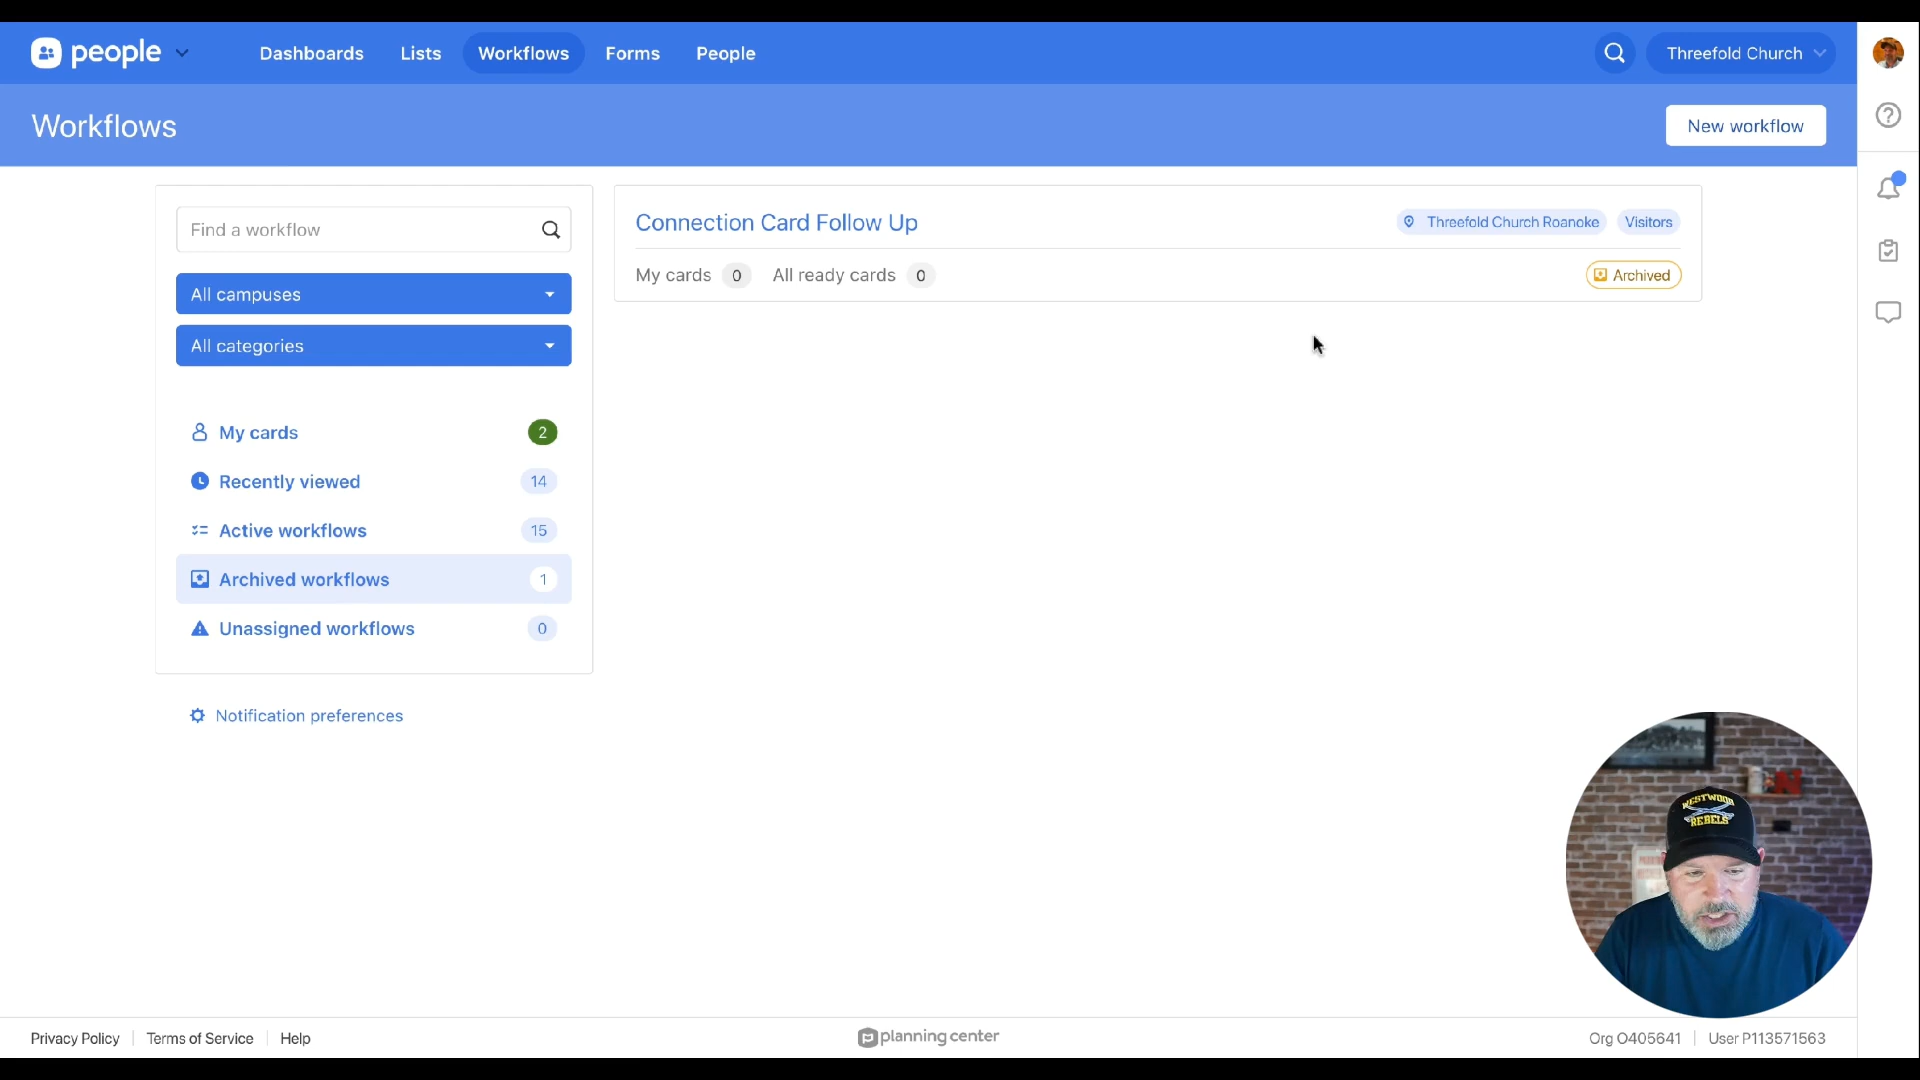 people
Dashboards
Lists
Workflows
Forms
People
Threefold Church
Workflows
New workflow
Find a workflow
All campuses
All categories
My cards 2
Recently viewed 14
Active workflows 15
Archived workflows 1
Unassigned workflows 0
Notification preferences
Connection Card Follow Up
Threefold Church Roanoke
Visitors
My cards 0 All ready cards 0
Archived
WESTWOOD
REBELS
Privacy Policy
Terms of Service
Help
planning center
Org O405641
User P113571563